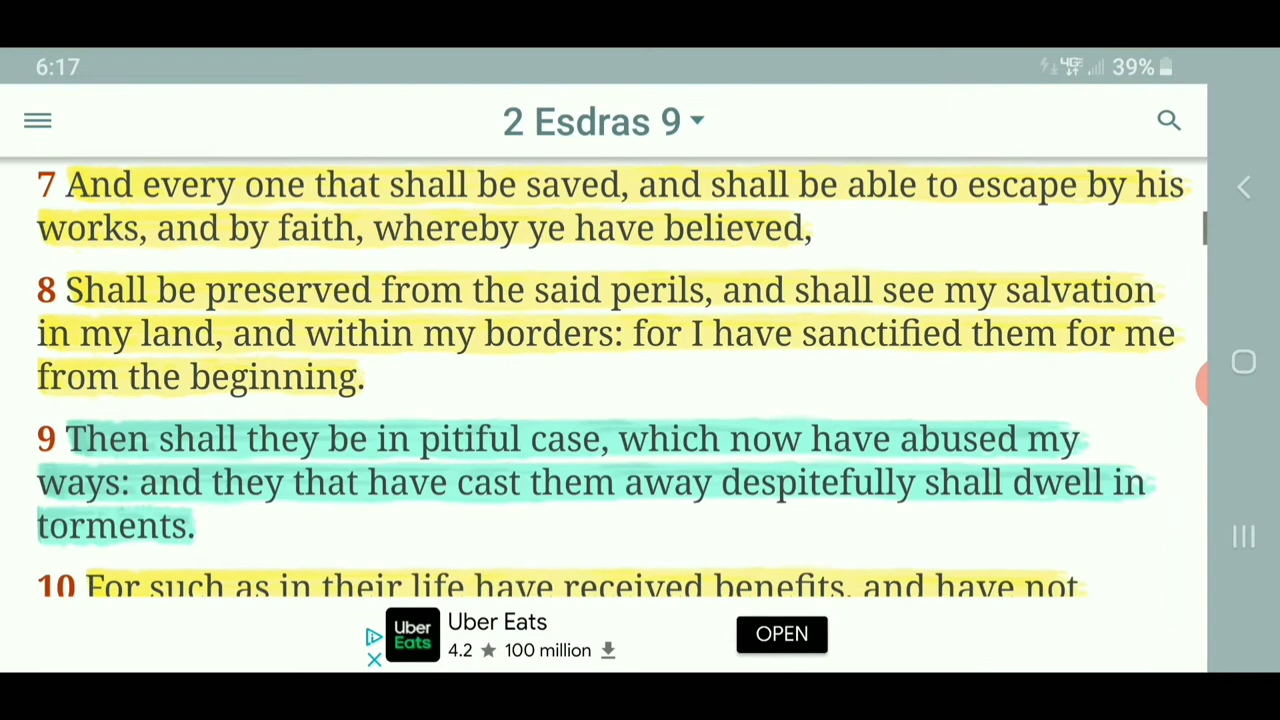 6:17
4GE 39%
2 Esdras 9
7 And every one that shall be saved, and shall be able to escape by his
works, and by faith, whereby ye have believed,
8 Shall be preserved from the said perils, and shall see my salvation
in my land, and within my borders: for I have sanctified them for me
from the beginning.
9 Then shall they be in pitiful case, which now have abused my
ways: and they that have cast them away despitefully shall dwell in
torments.
10 For such as in their life have received benefits, and have not
Uber
Eats
Uber Eats
4.2 ★ 100 million
OPEN